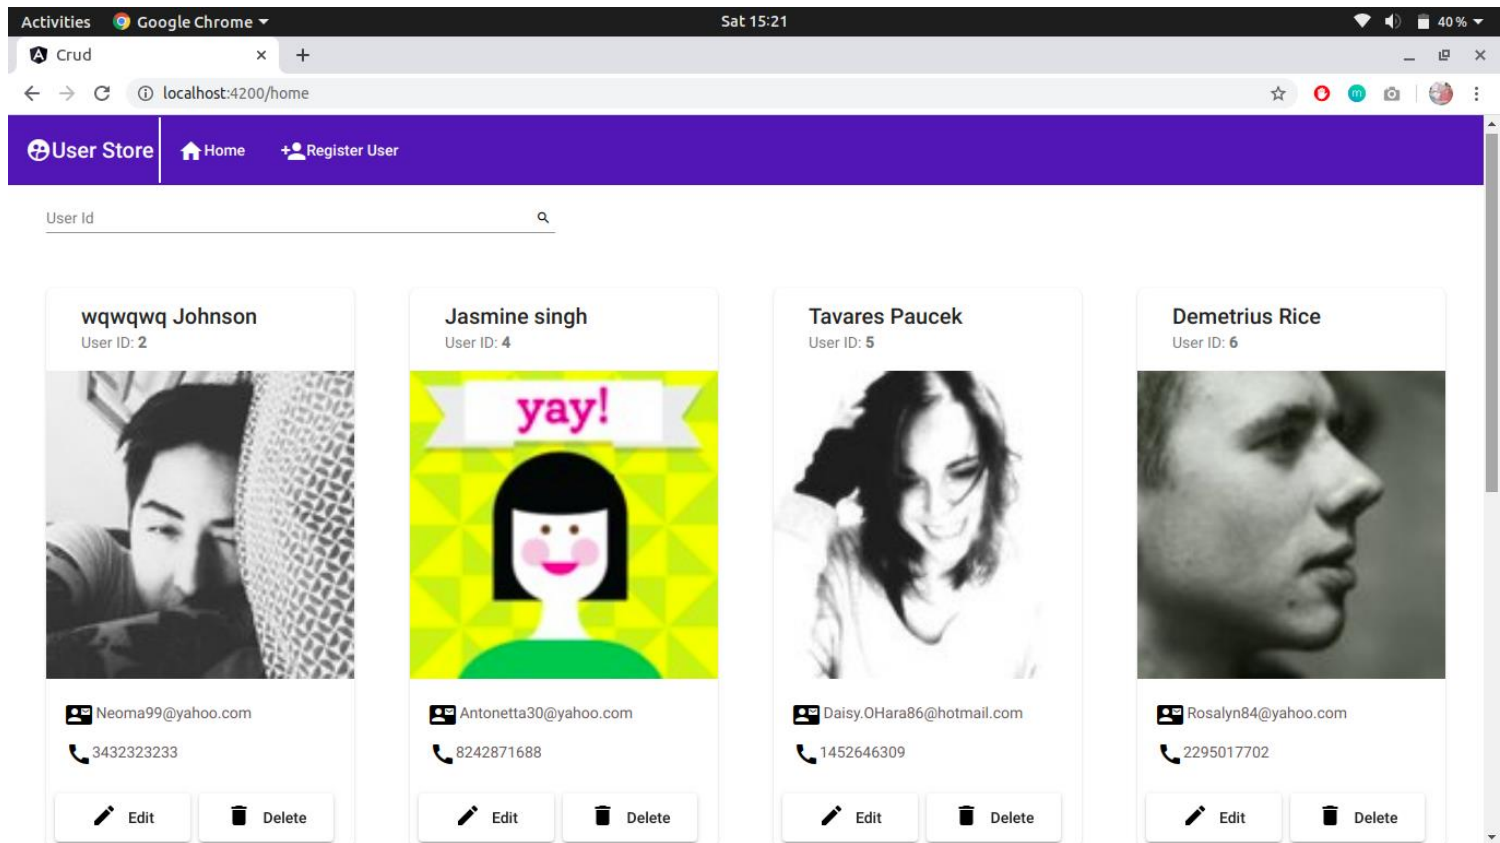 Activities Google Chrome Sat 15:21 40 %
Crud
localhost:4200/home
User Store Home Register User
User Id
wqwqwq Johnson
User ID: 2
Jasmine singh
User ID: 4
Tavares Paucek
User ID: 5
Demetrius Rice
User ID: 6
yay!
Neoma99@yahoo.com
3432323233
Antonetta30@yahoo.com
8242871688
Daisy.OHara86@hotmail.com
1452646309
Rosalyn84@yahoo.com
2295017702
Edit Delete
Edit Delete
Edit Delete
Edit Delete